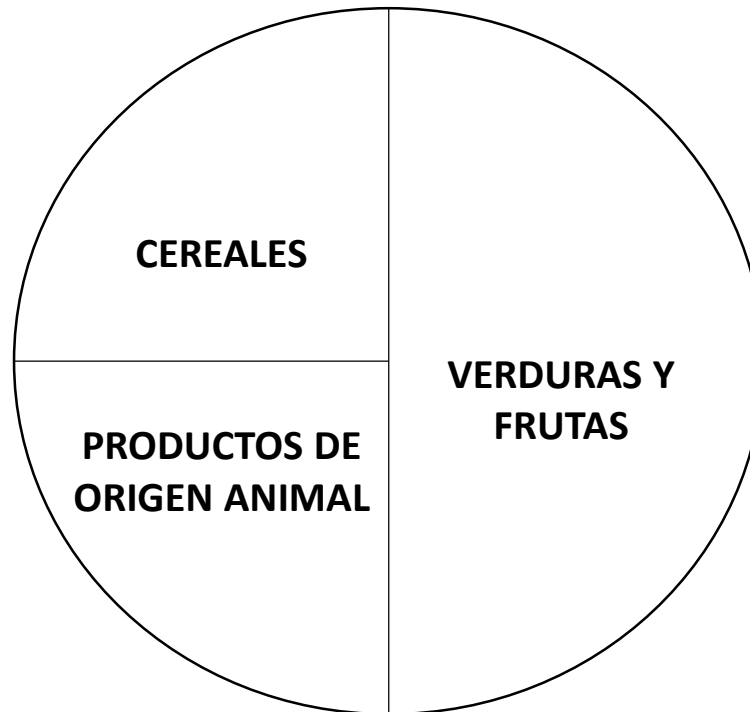 CEREALES
VERDURAS Y
FRUTAS
PRODUCTOS DE
ORIGEN ANIMAL